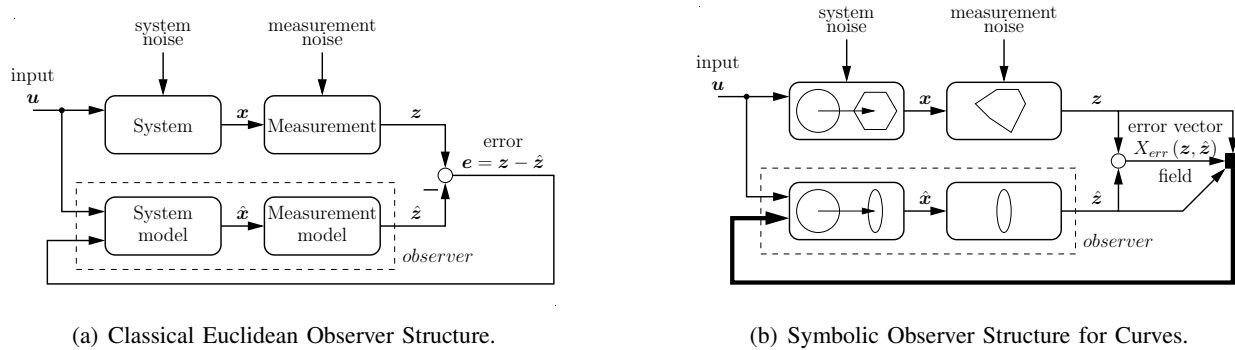 system
noise
measurement
noise
input
u
System
x
Measurement
z
error
e = z − ẑ
−
System
model
x̂
Measurement
model
ẑ
observer
(a) Classical Euclidean Observer Structure.
system
noise
measurement
noise
input
u
x
z
error vector
X_err (z, ẑ)
field
x̂
ẑ
observer
(b) Symbolic Observer Structure for Curves.